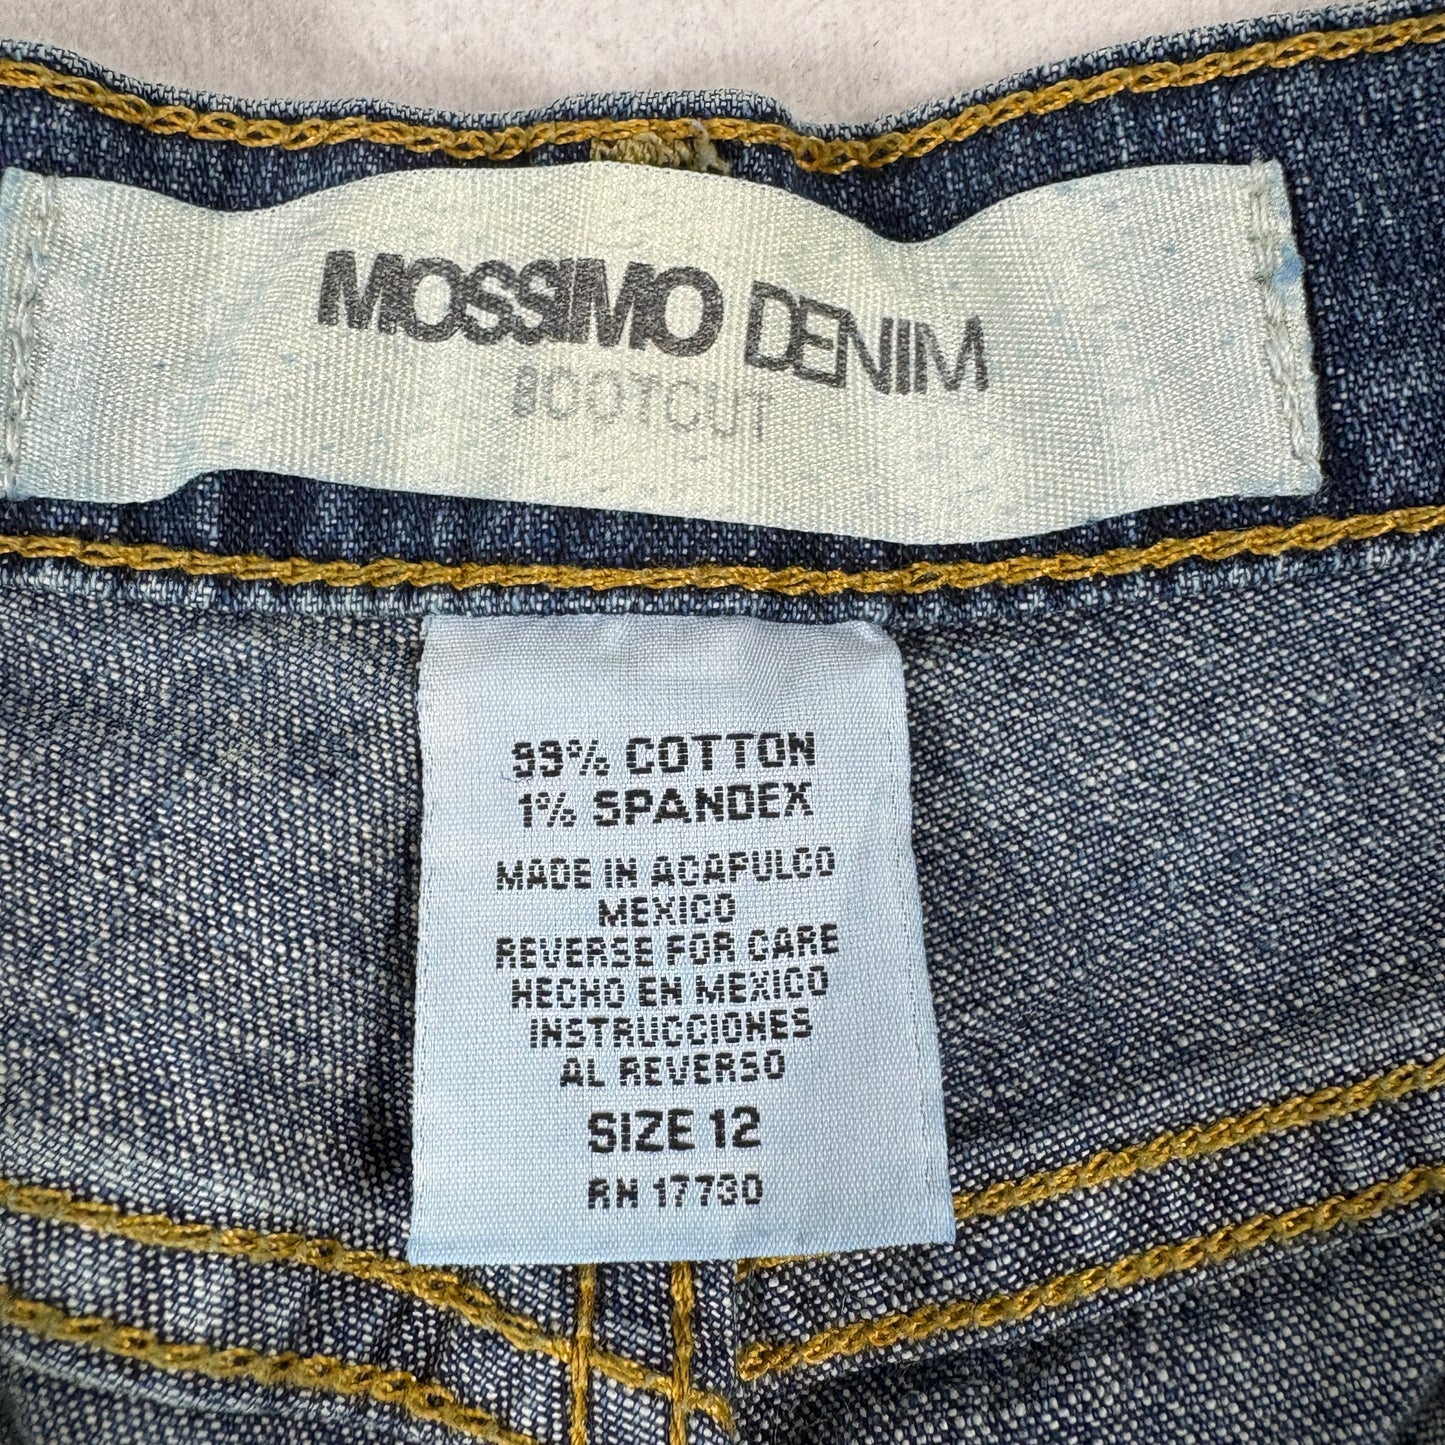 MOSSIMO DENIM
BOOTCUT
99% COTTON
1% SPANDEX
MADE IN ACAPULCO
MEXICO
REVERSE FOR CARE
HECHO EN MEXICO
INSTRUCCIONES
AL REVERSO
SIZE 12
RN 17730